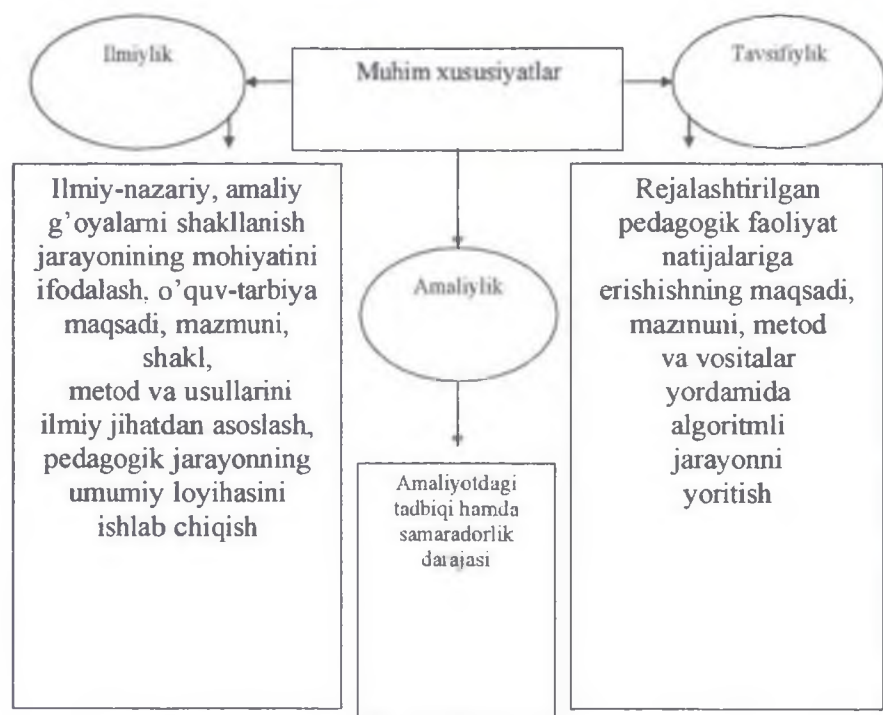 Ilmiylik
Muhim xususiyatlar
Tavsifiylik
Ilmiy-nazariy, amaliy
g'oyalarni shakllanish
jarayonining mohiyatini
ifodalash, o'quv-tarbiya
maqsadi, mazmuni,
shakl,
metod va usullarini
ilmiy jihatdan asoslash,
pedagogik jarayonning
umumiy loyihasini
ishlab chiqish
Amaliylik
Amaliyotdagi
tadbiqi hamda
samaradorlik
darajasi
Rejalashtirilgan
pedagogik faoliyat
natijalariga
erishishning maqsadi,
mazmuni, metod
va vositalar
yordamida
algoritmli
jarayonni
yoritish